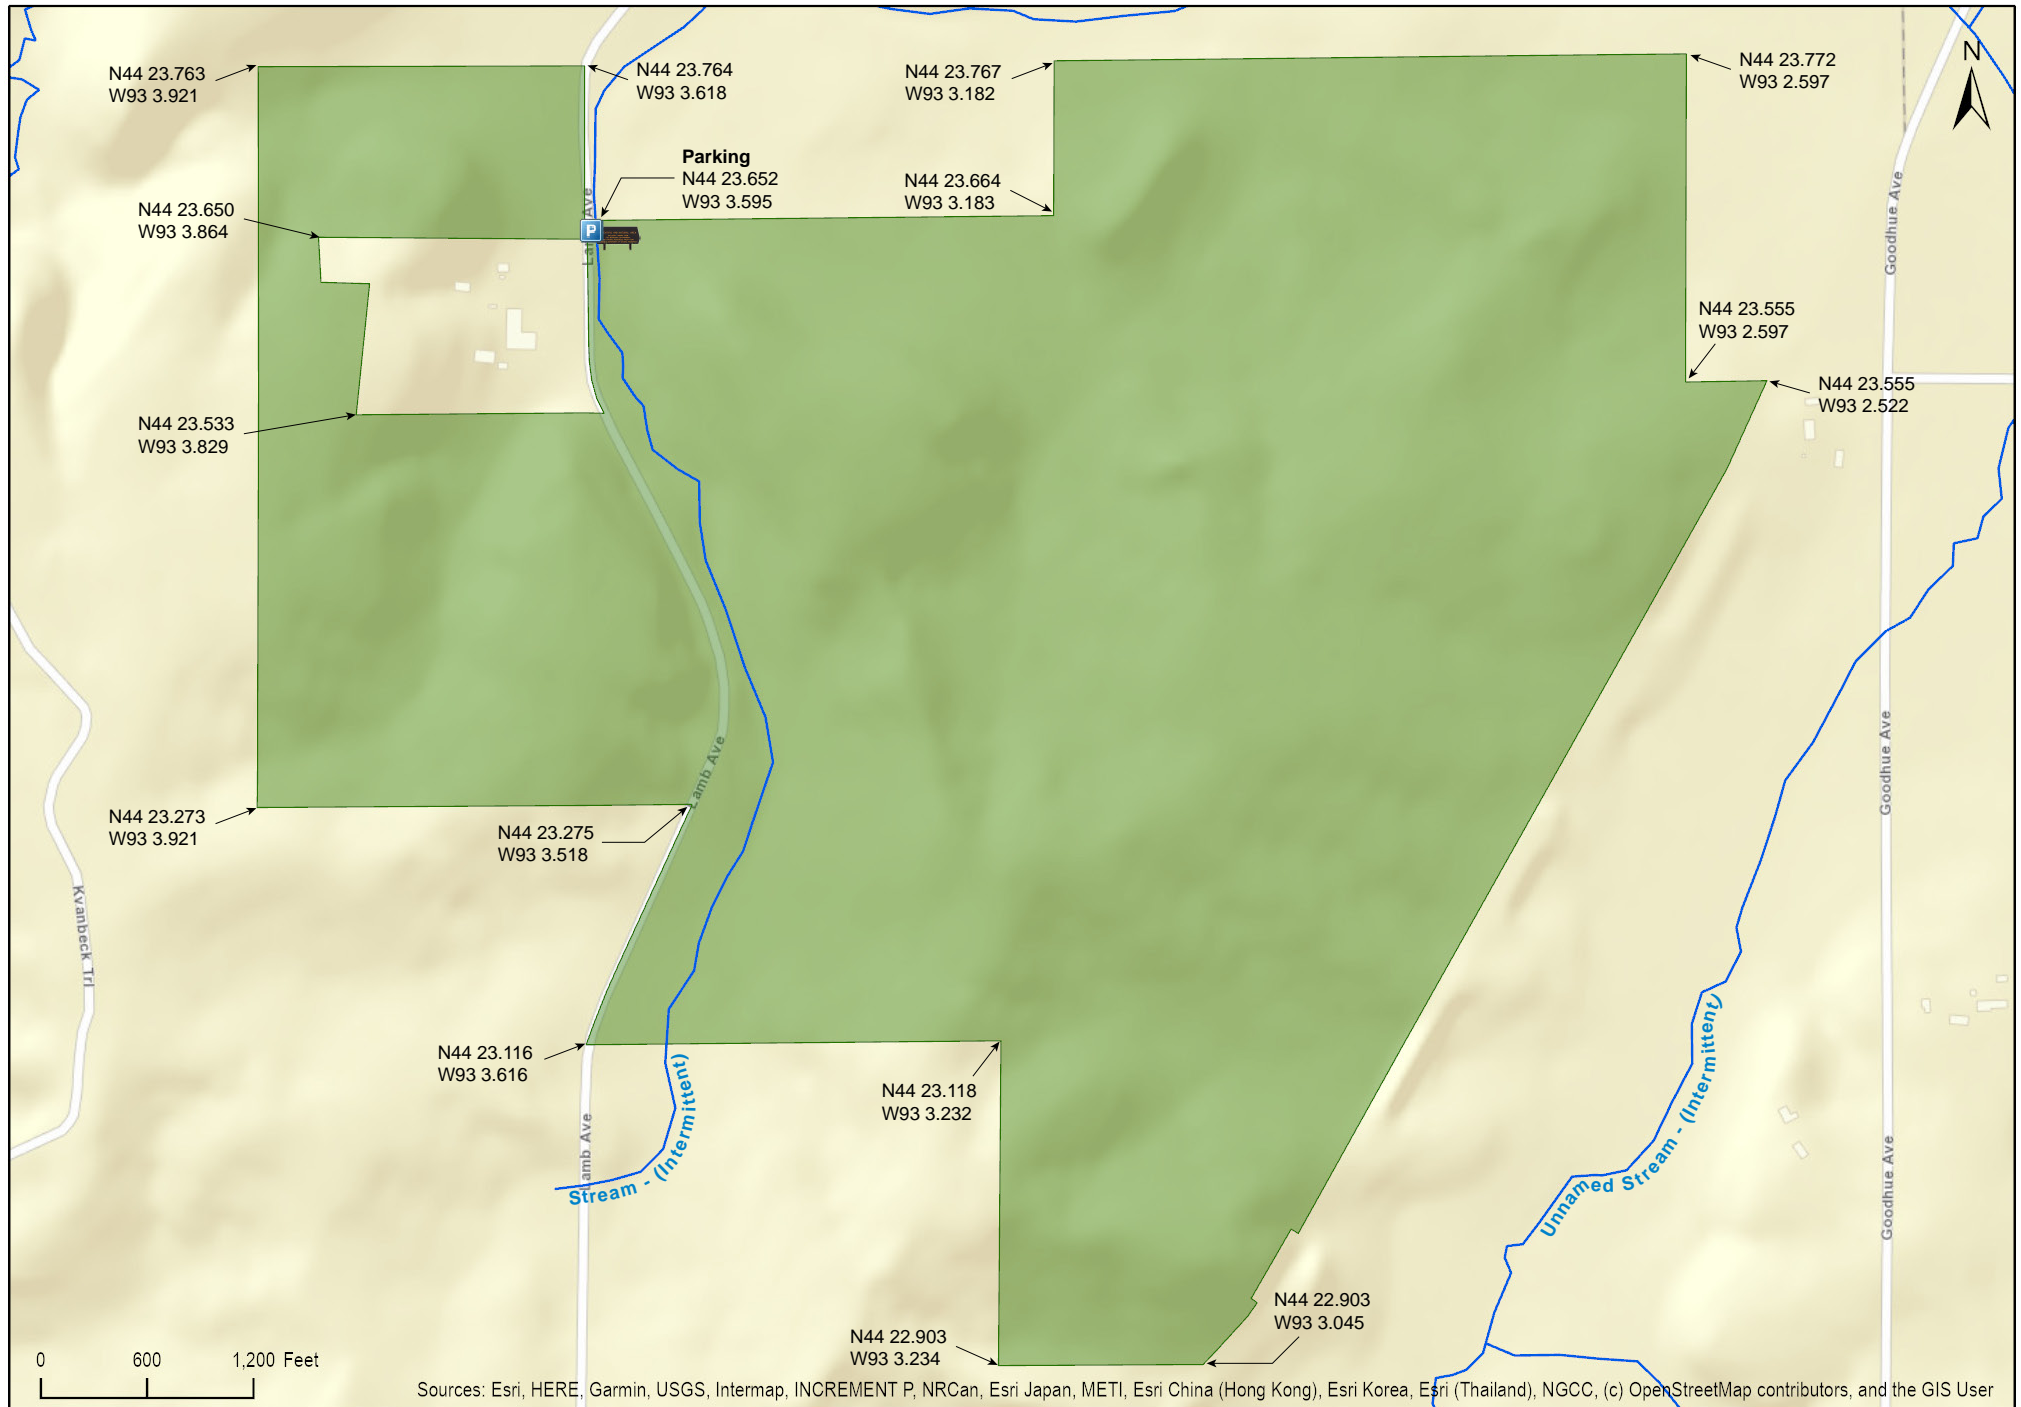 N44 23.763
W93 3.921
N44 23.764
W93 3.618
N44 23.767
W93 3.182
N44 23.772
W93 2.597
N
Parking
N44 23.652
W93 3.595
N44 23.664
W93 3.183
N44 23.650
W93 3.864
Lamb Ave
P
Goodhue Ave
N44 23.555
W93 2.597
N44 23.555
W93 2.522
N44 23.533
W93 3.829
Lamb Ave
Goodhue Ave
N44 23.273
W93 3.921
N44 23.275
W93 3.518
Kvanbeck Trl
N44 23.116
W93 3.616
N44 23.118
W93 3.232
Stream - (Intermittent)
Lamb Ave
Unnamed Stream - (Intermittent)
Goodhue Ave
N44 22.903
W93 3.045
N44 22.903
W93 3.234
0 600 1,200 Feet
Sources: Esri, HERE, Garmin, USGS, Intermap, INCREMENT P, NRCan, Esri Japan, METI, Esri China (Hong Kong), Esri Korea, Esri (Thailand), NGCC, (c) OpenStreetMap contributors, and the GIS User